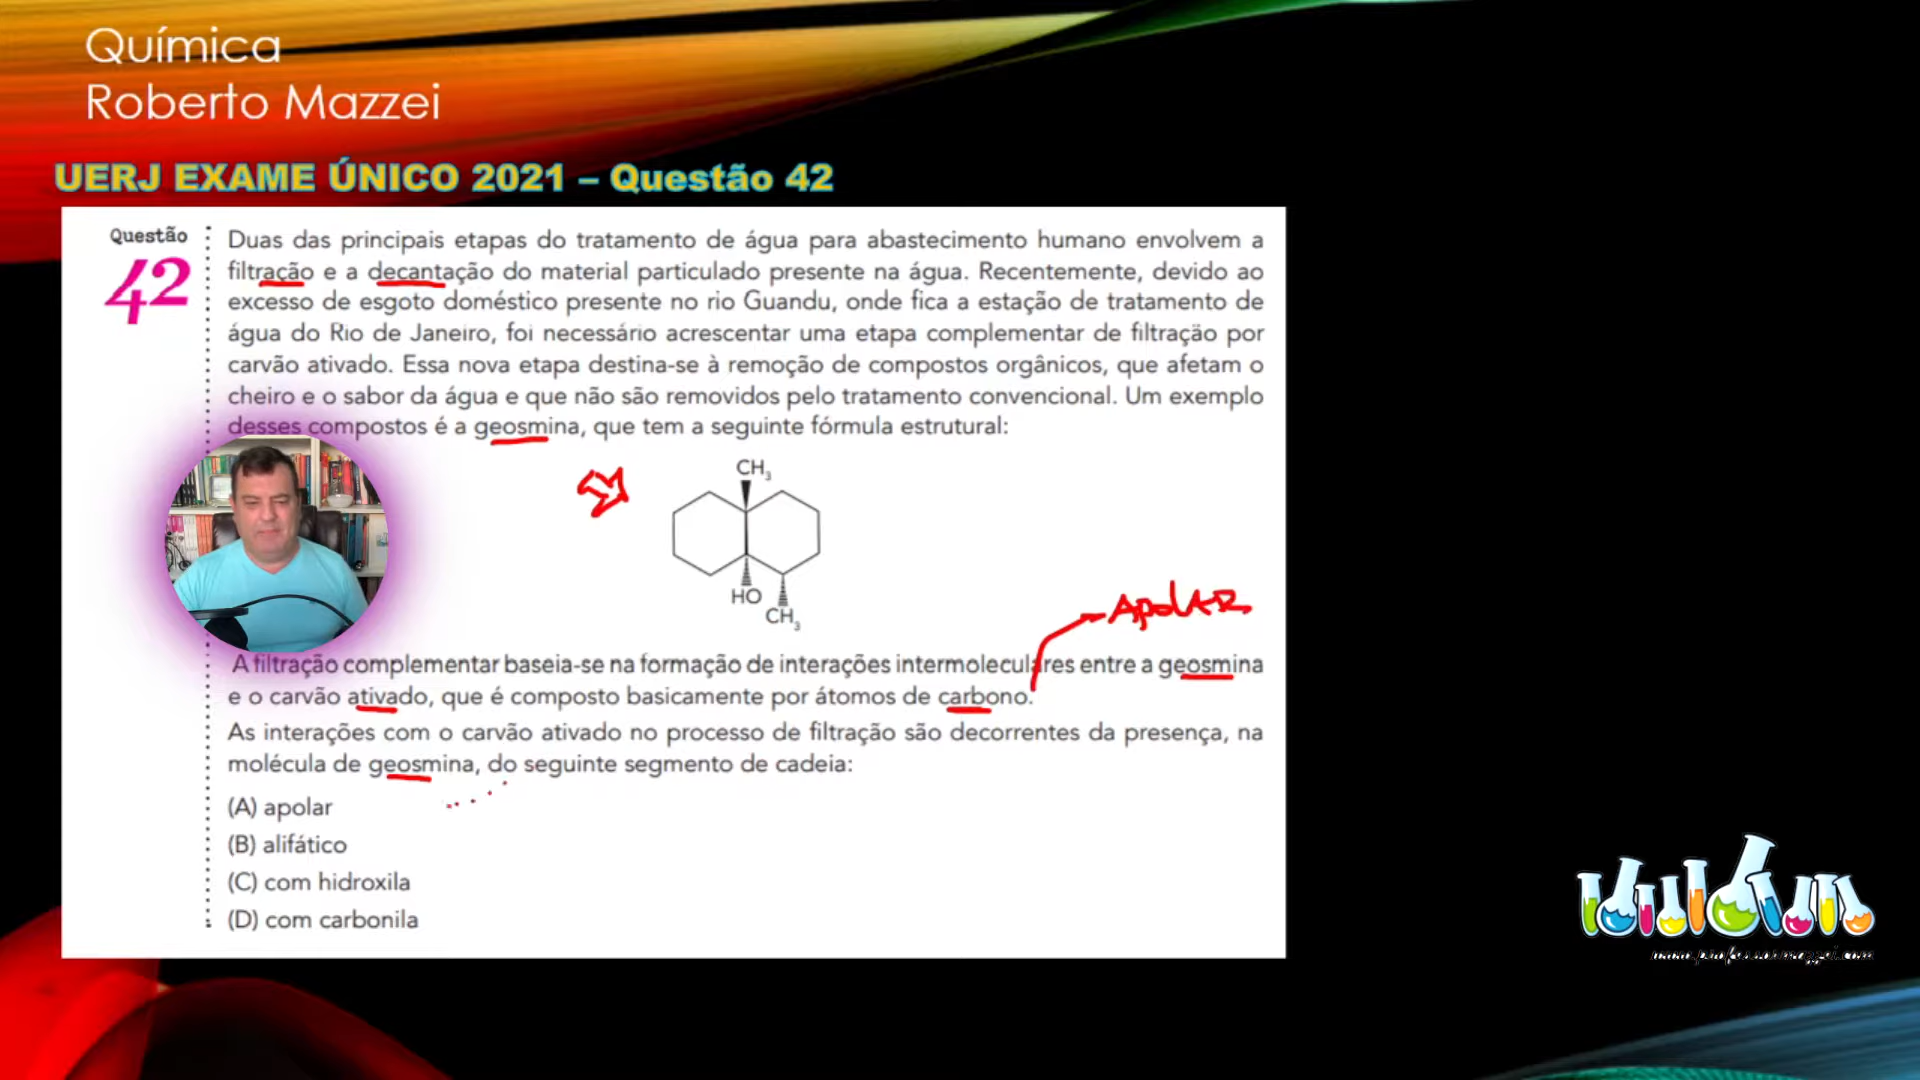 Química
Roberto Mazzei
UERJ EXAME ÚNICO 2021 – Questão 42
Questão
42
Duas das principais etapas do tratamento de água para abastecimento humano envolvem a
filtração e a decantação do material particulado presente na água. Recentemente, devido ao
excesso de esgoto doméstico presente no rio Guandu, onde fica a estação de tratamento de
água do Rio de Janeiro, foi necessário acrescentar uma etapa complementar de filtração por
carvão ativado. Essa nova etapa destina-se à remoção de compostos orgânicos, que afetam o
cheiro e o sabor da água e que não são removidos pelo tratamento convencional. Um exemplo
desses compostos é a geosmina, que tem a seguinte fórmula estrutural:
CH3
HO
CH3
APOLAR
A filtração complementar baseia-se na formação de interações intermoleculares entre a geosmina
e o carvão ativado, que é composto basicamente por átomos de carbono.
As interações com o carvão ativado no processo de filtração são decorrentes da presença, na
molécula de geosmina, do seguinte segmento de cadeia:
(A) apolar
(B) alifático
(C) com hidroxila
(D) com carbonila
www.professormazzei.com